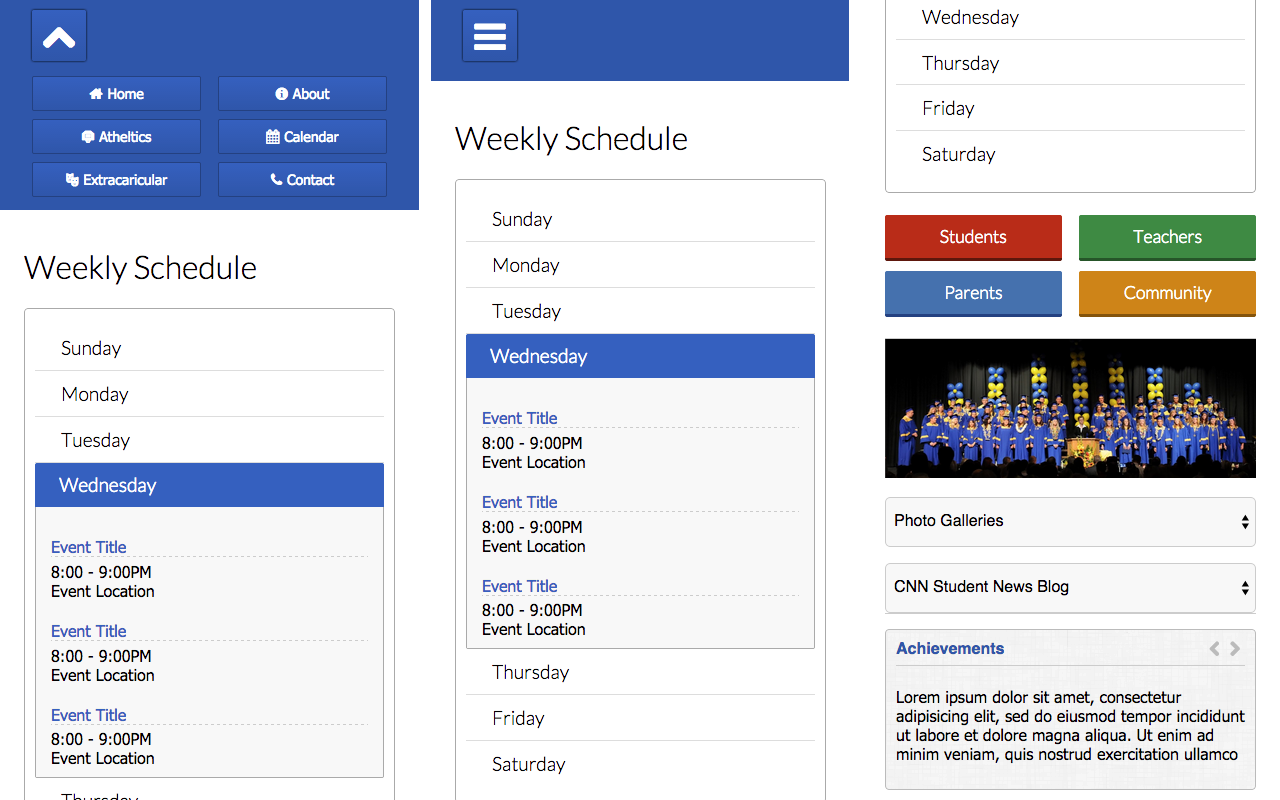 Home
About
Atheltics
Calendar
Extracaricular
Contact
Weekly Schedule
Sunday
Monday
Tuesday
Wednesday
Event Title
8:00 - 9:00PM
Event Location
Event Title
8:00 - 9:00PM
Event Location
Event Title
8:00 - 9:00PM
Event Location
Thursday
Weekly Schedule
Sunday
Monday
Tuesday
Wednesday
Event Title
8:00 - 9:00PM
Event Location
Event Title
8:00 - 9:00PM
Event Location
Event Title
8:00 - 9:00PM
Event Location
Thursday
Friday
Saturday
Wednesday
Thursday
Friday
Saturday
Students
Teachers
Parents
Community
Photo Galleries
CNN Student News Blog
Achievements
Lorem ipsum dolor sit amet, consectetur
adipisicing elit, sed do eiusmod tempor incididunt
ut labore et dolore magna aliqua. Ut enim ad
minim veniam, quis nostrud exercitation ullamco